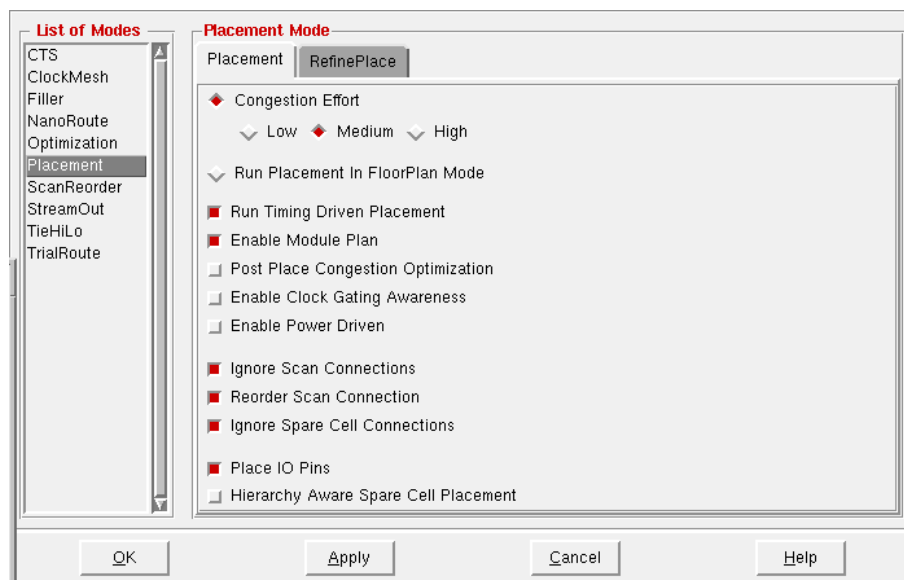 List of Modes
CTS
ClockMesh
Filler
NanoRoute
Optimization
Placement
ScanReorder
StreamOut
TieHiLo
TrialRoute
Placement Mode
Placement RefinePlace
Congestion Effort
Low Medium High
Run Placement In FloorPlan Mode
Run Timing Driven Placement
Enable Module Plan
Post Place Congestion Optimization
Enable Clock Gating Awareness
Enable Power Driven
Ignore Scan Connections
Reorder Scan Connection
Ignore Spare Cell Connections
Place IO Pins
Hierarchy Aware Spare Cell Placement
OK Apply Cancel Help